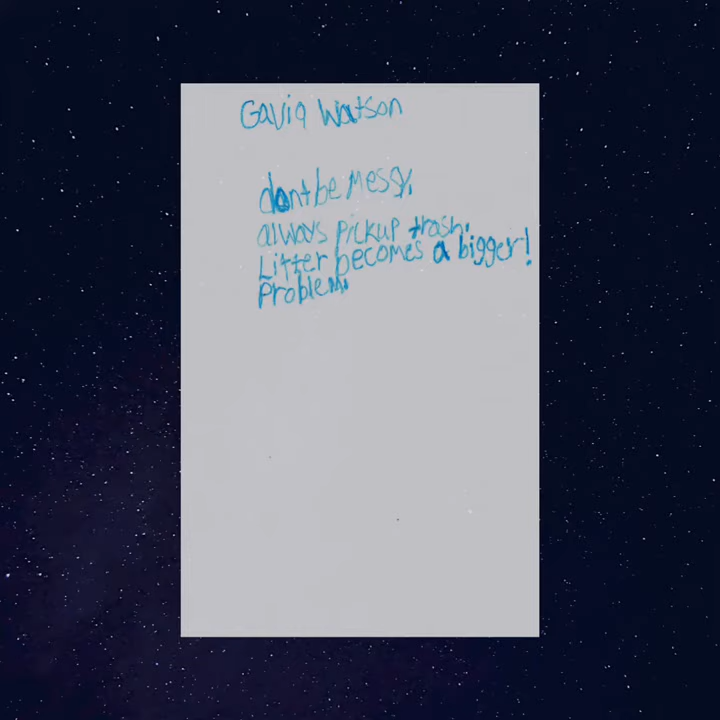 Gavia Watson
dont be messy.
always pickup trash.
Litter becomes a bigger!
Problem.